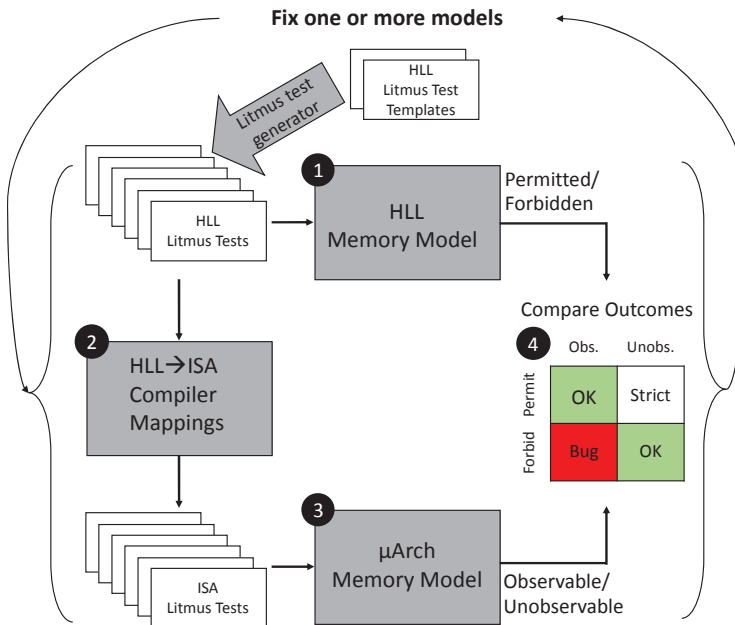 Fix one or more models
HLL
Litmus Test
Templates
Litmus test
generator
1
HLL
Memory Model
Permitted/
Forbidden
HLL
Litmus Tests
Compare Outcomes
2
HLL→ISA
Compiler
Mappings
4
Obs.
Unobs.
Permit
OK
Strict
Forbid
Bug
OK
3
μArch
Memory Model
ISA
Litmus Tests
Observable/
Unobservable